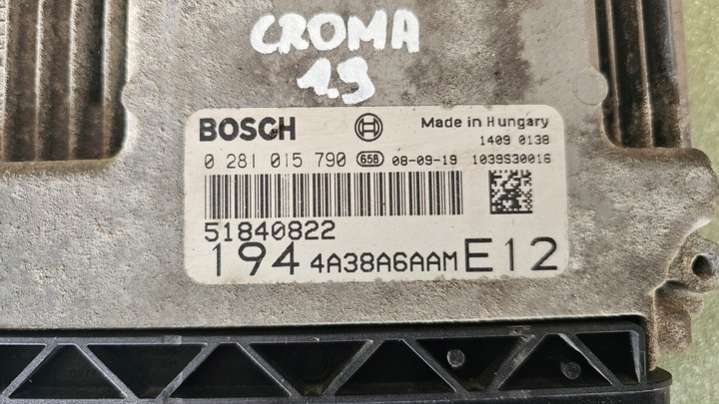 CROMA
1.9
BOSCH Made in Hungary
1409 0138
0 281 015 790 658 08-09-19 1039S30016
51840822
194 4A38A6AAM E12